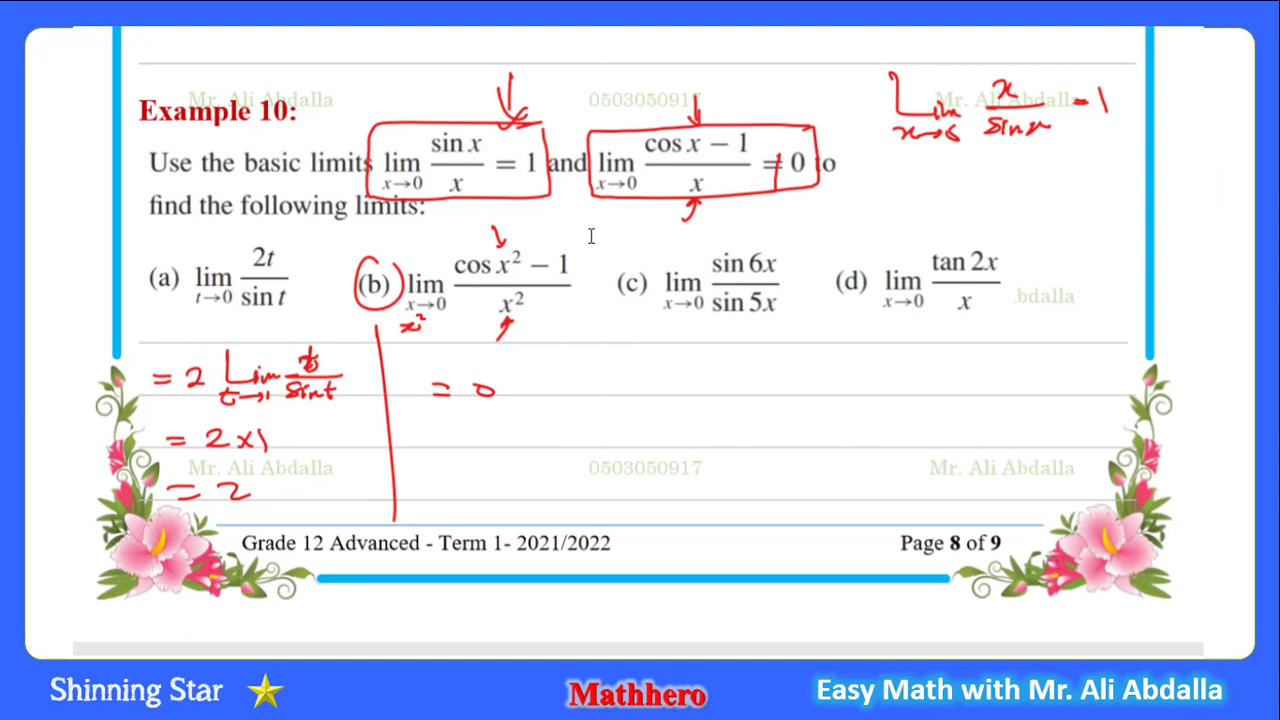 Mr. Ali Abdalla 0503050917 Mr. Ali Abdalla
Example 10:
Lim x→0 x/sin x = 1
Use the basic limits lim x→0 sin x/x = 1 and lim x→0 cos x − 1/x = 0 to
find the following limits:
(a) lim t→0 2t/sin t (b) lim x→0 cos x² − 1/x² (c) lim x→0 sin 6x/sin 5x (d) lim x→0 tan 2x/x
bdalla
x²
= 2 Lim t→1 t/sin t = 0
= 2 × 1
Mr. Ali Abdalla 0503050917 Mr. Ali Abdalla
= 2
Grade 12 Advanced - Term 1- 2021/2022 Page 8 of 9
Shinning Star Mathhero Easy Math with Mr. Ali Abdalla